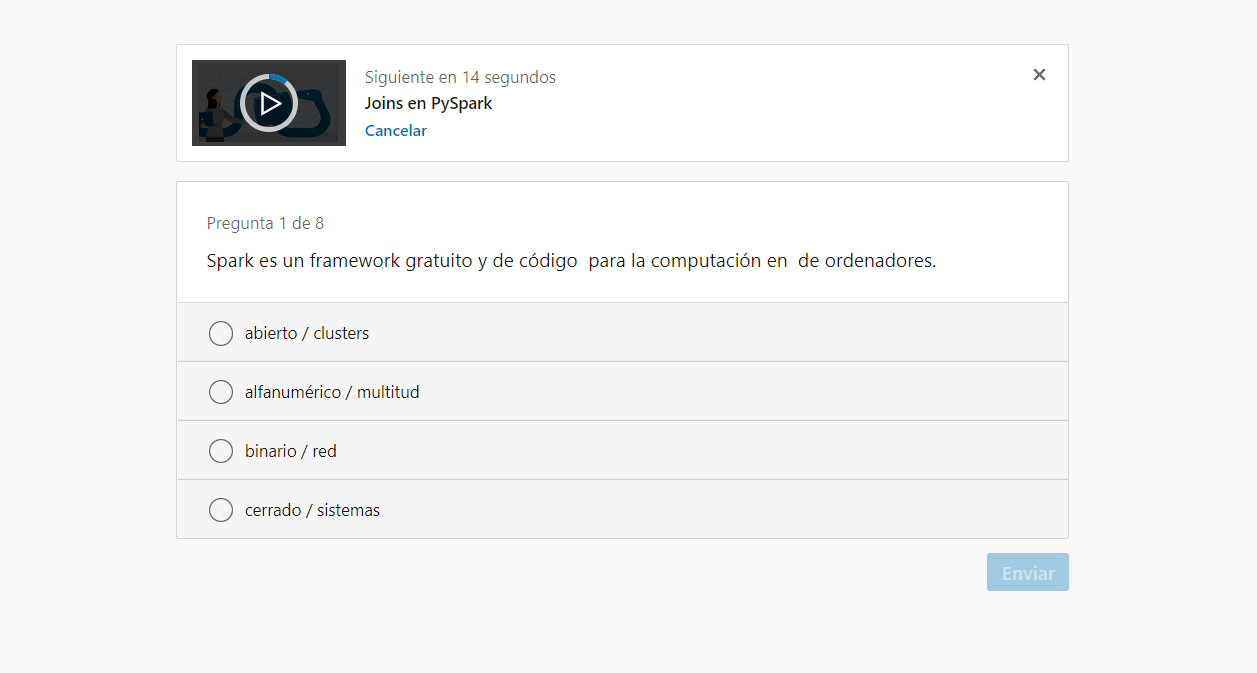 Siguiente en 14 segundos
Joins en PySpark
Cancelar
Pregunta 1 de 8
Spark es un framework gratuito y de código  para la computación en  de ordenadores.
abierto / clusters
alfanumérico / multitud
binario / red
cerrado / sistemas
Enviar